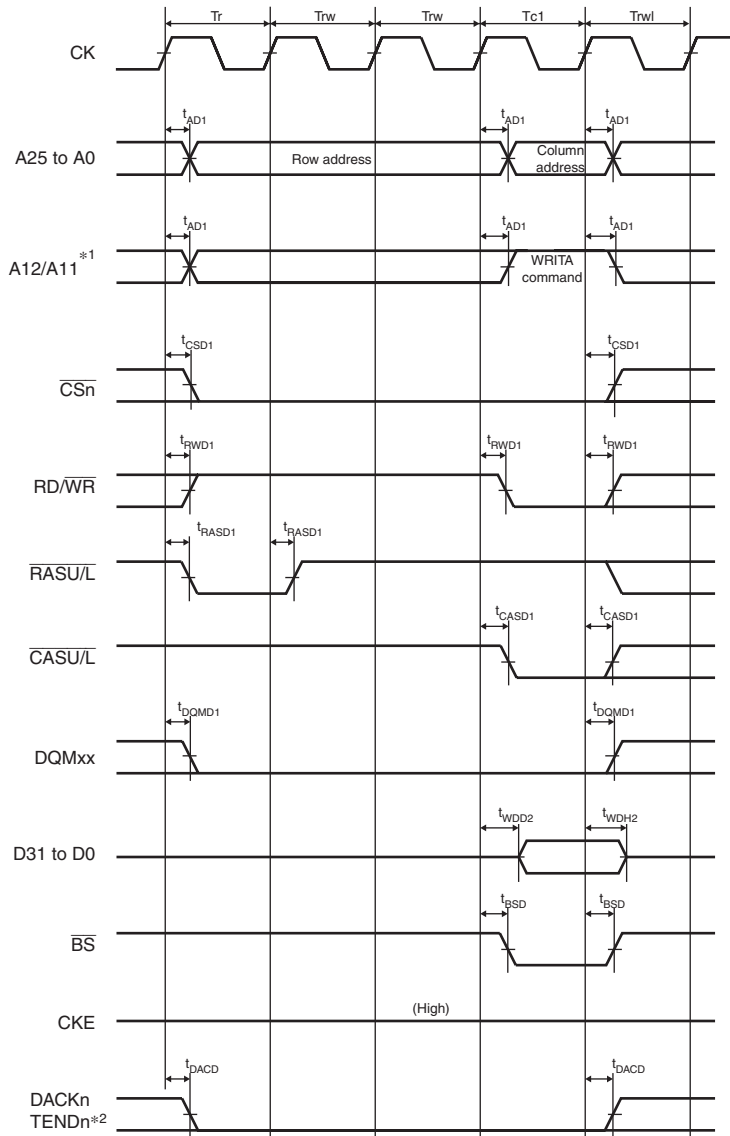 Tr Trw Trw Tc1 Trwl
CK
tAD1 tAD1 tAD1
A25 to A0 Row address Column address
tAD1 tAD1 tAD1
A12/A11*1 WRITA command
tCSD1 tCSD1
CSn
tRWD1 tRWD1 tRWD1
RD/WR
tRASD1 tRASD1
RASU/L
tCASD1 tCASD1
CASU/L
tDQMD1 tDQMD1
DQMxx
tWDD2 tWDH2
D31 to D0
tBSD tBSD
BS
(High)
CKE
tDACD tDACD
DACKn
TENDn*2